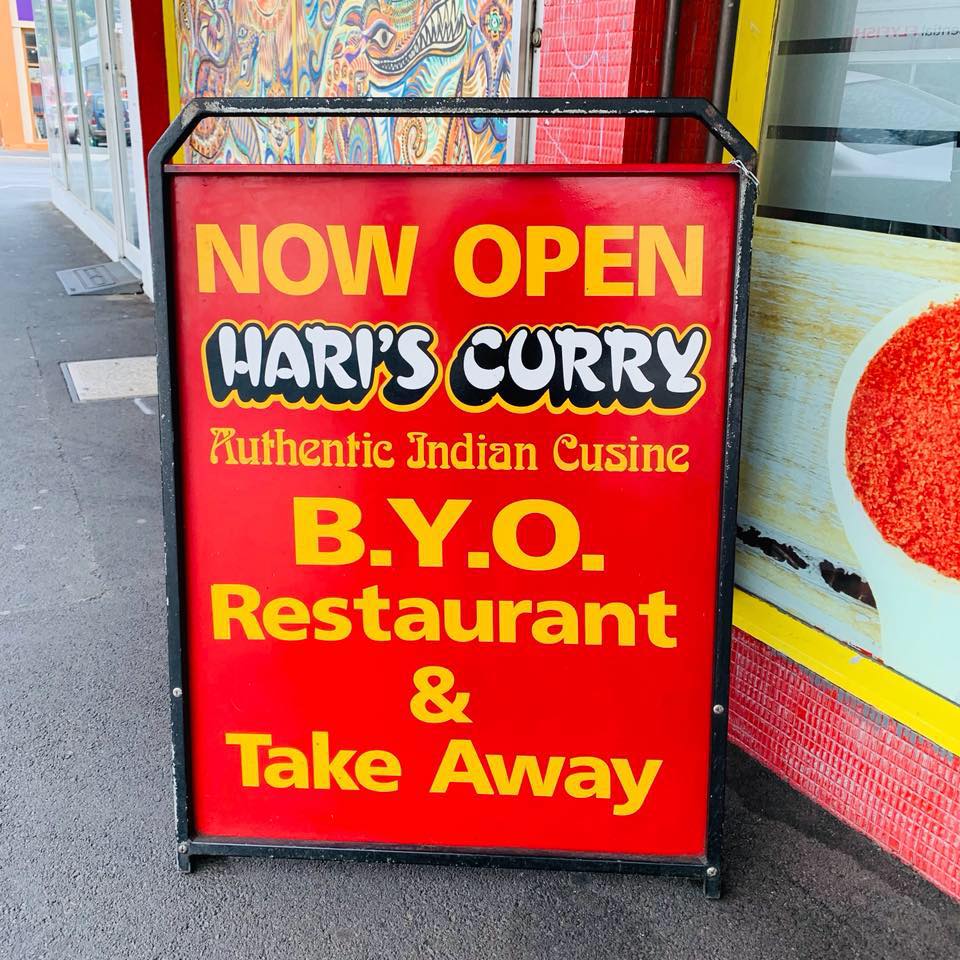 NOW OPEN
HARI'S CURRY
Authentic Indian Cusine
B.Y.O.
Restaurant
&
Take Away